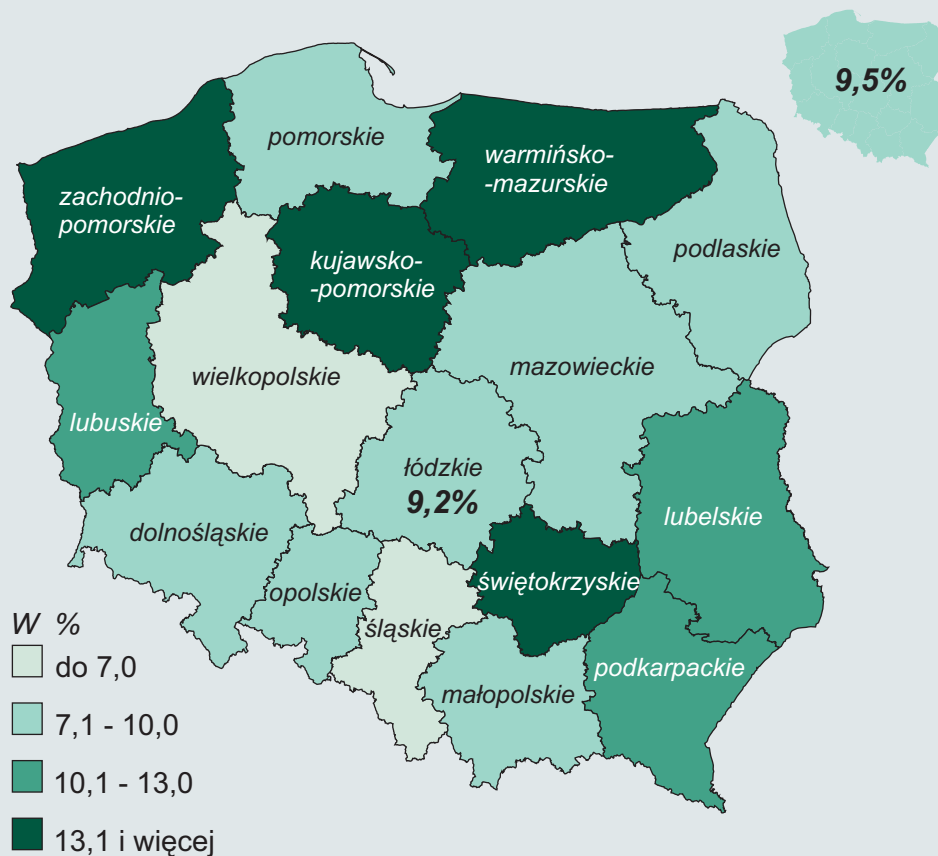 9,5%
pomorskie
warmińsko-
-mazurskie
zachodnio-
pomorskie
podlaskie
kujawsko-
-pomorskie
mazowieckie
wielkopolskie
lubuskie
łódzkie
9,2%
lubelskie
dolnośląskie
opolskie
świętokrzyskie
śląskie
podkarpackie
małopolskie
W %
do 7,0
7,1 - 10,0
10,1 - 13,0
13,1 i więcej